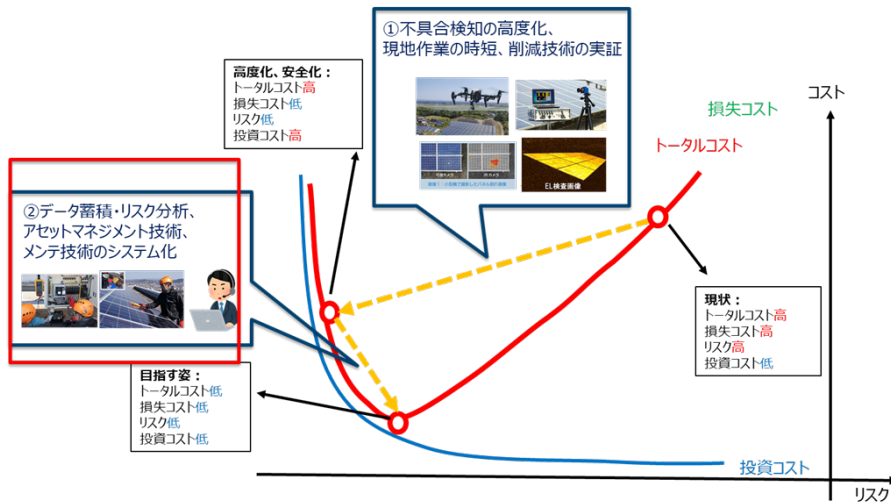 ①不具合検知の高度化、
現地作業の時短、削減技術の実証
EL検査画像
高度化、安全化：
トータルコスト高
損失コスト低
リスク低
投資コスト高
コスト
損失コスト
トータルコスト
②データ蓄積・リスク分析、
アセットマネジメント技術、
メンテ技術のシステム化
現状：
トータルコスト高
損失コスト高
リスク高
投資コスト低
目指す姿：
トータルコスト低
損失コスト低
リスク低
投資コスト低
投資コスト
リスク